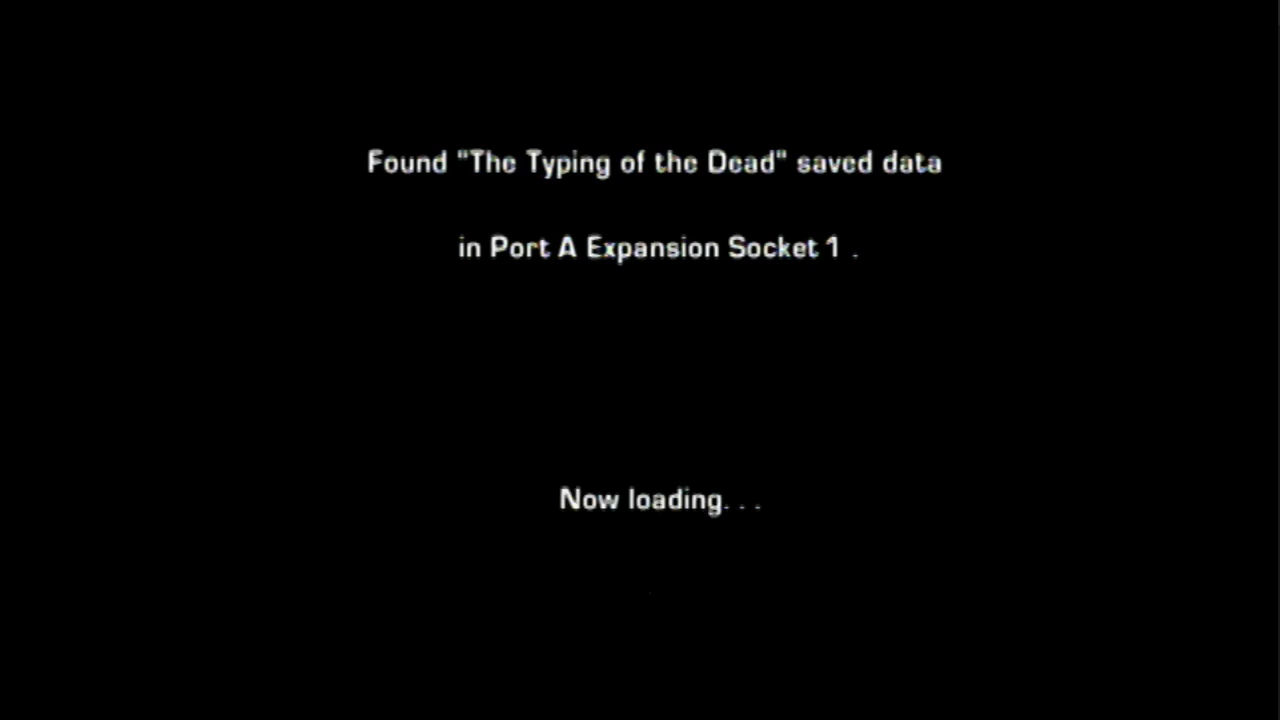 Found "The Typing of the Dead" saved data
in Port A Expansion Socket 1 .
Now loading. . .